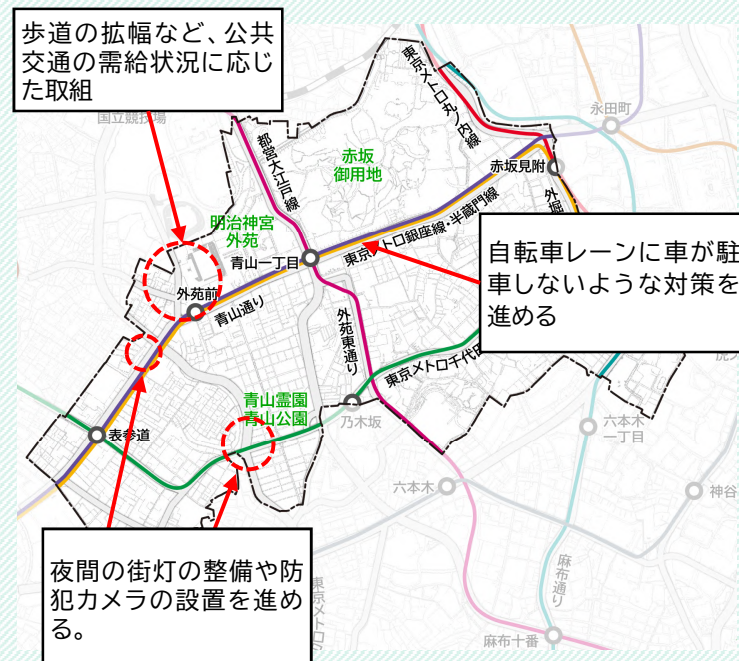 歩道の拡幅など、公共
交通の需給状況に応じ
た取組
国立競技場
東京メトロ丸ノ内線
永田町
都営大江戸線
赤坂
御用地
赤坂見附
明治神宮
外苑
東京メトロ銀座線・半蔵門線
外堀
青山一丁目
自転車レーンに車が駐
車しないような対策を
進める
外苑前
青山通り
外苑東通り
東京メトロ千代田
青山霊園
青山公園
乃木坂
表参道
六本木
一丁目
六本木
神谷
夜間の街灯の整備や防
犯カメラの設置を進め
る。
東京メトロ
麻布通り
麻布十番